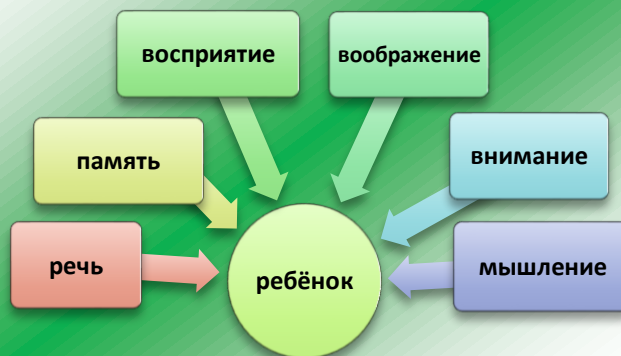 восприятие
воображение
память
внимание
речь
ребёнок
мышление